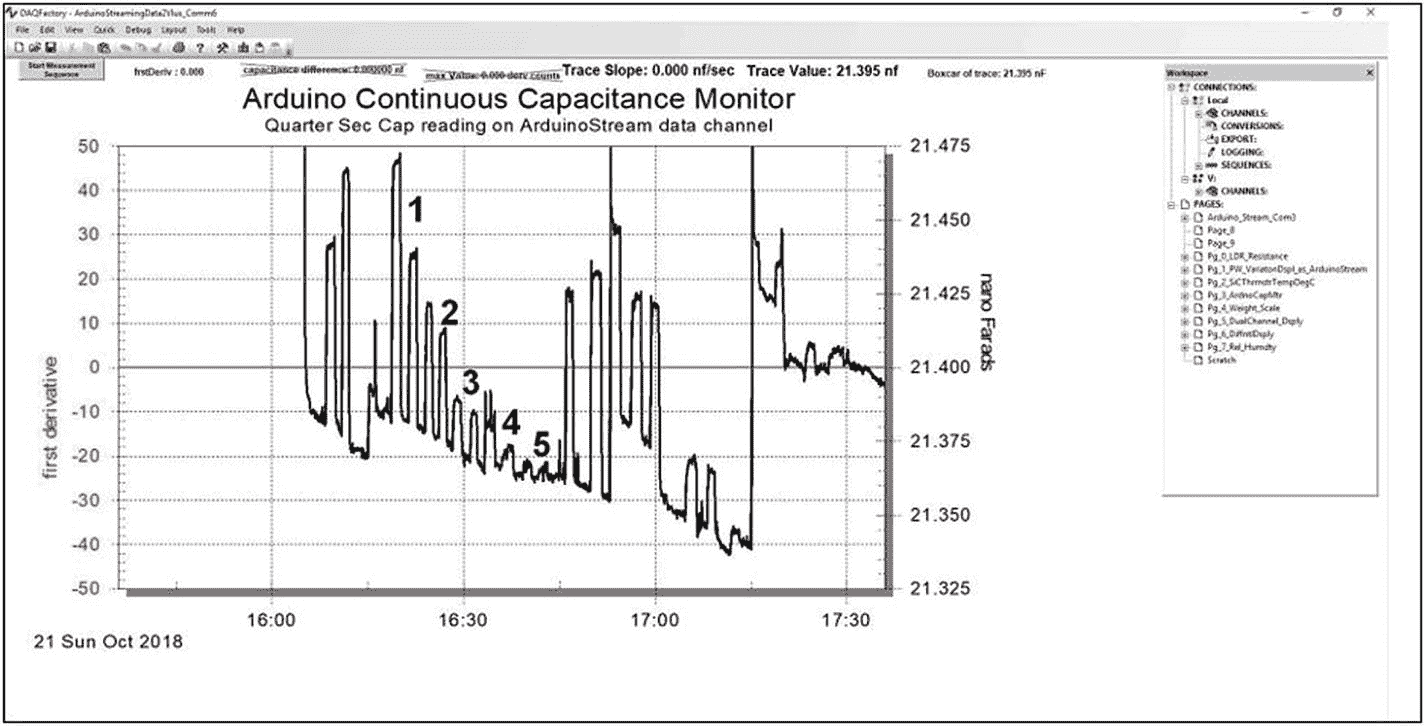 DAQFactory - ArduinoStreamingData2Vlus_Comm6
File Edit View Quick Debug Layout Tools Help
Start Measurement
Sequence
frstDeriv : 0.000
capacitance difference: 0.000000 nf
max Value: 0.000 derv counts
Trace Slope: 0.000 nf/sec
Trace Value: 21.395 nf
Boxcar of trace: 21.395 nF
Arduino Continuous Capacitance Monitor
Quarter Sec Cap reading on ArduinoStream data channel
first derivative
50
40
30
20
10
0
-10
-20
-30
-40
-50
1
2
3
4
5
21.475
21.450
21.425
21.400
21.375
21.350
21.325
nano Farads
16:00 16:30 17:00 17:30
21 Sun Oct 2018
Workspace
CONNECTIONS:
Local
CHANNELS:
CONVERSIONS:
EXPORT:
LOGGING:
SEQUENCES:
V:
CHANNELS:
PAGES:
Arduino_Stream_Com3
Page_8
Page_9
Pg_0_LDR_Resistance
Pg_1_PW_VariatonDspl_as_ArduinoStream
Pg_2_SiCThrmstrTempDegC
Pg_3_ArdnoCapMtr
Pg_4_Weight_Scale
Pg_5_DualChannel_Dsply
Pg_6_DiffntlDsply
Pg_7_Rel_Humdty
Scratch